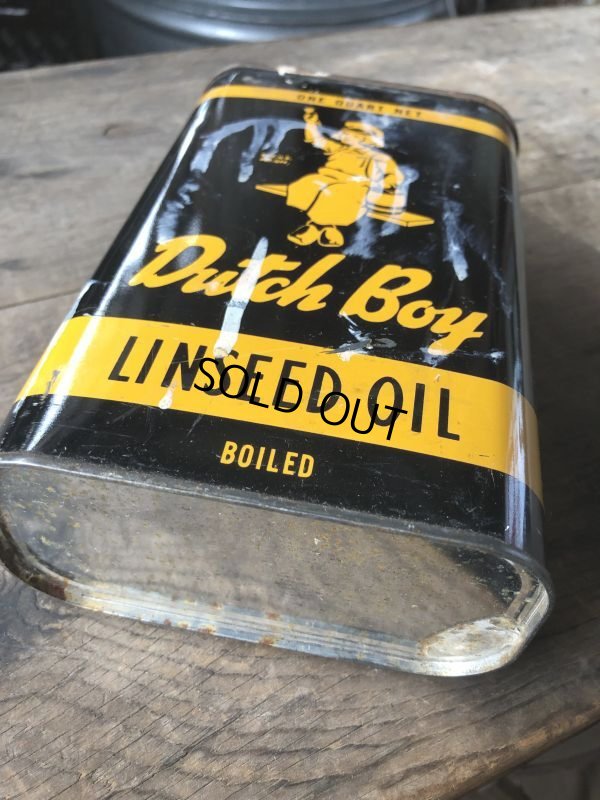 ONE QUART NET
Dutch Boy
LINSEED OIL
SOLD OUT
BOILED